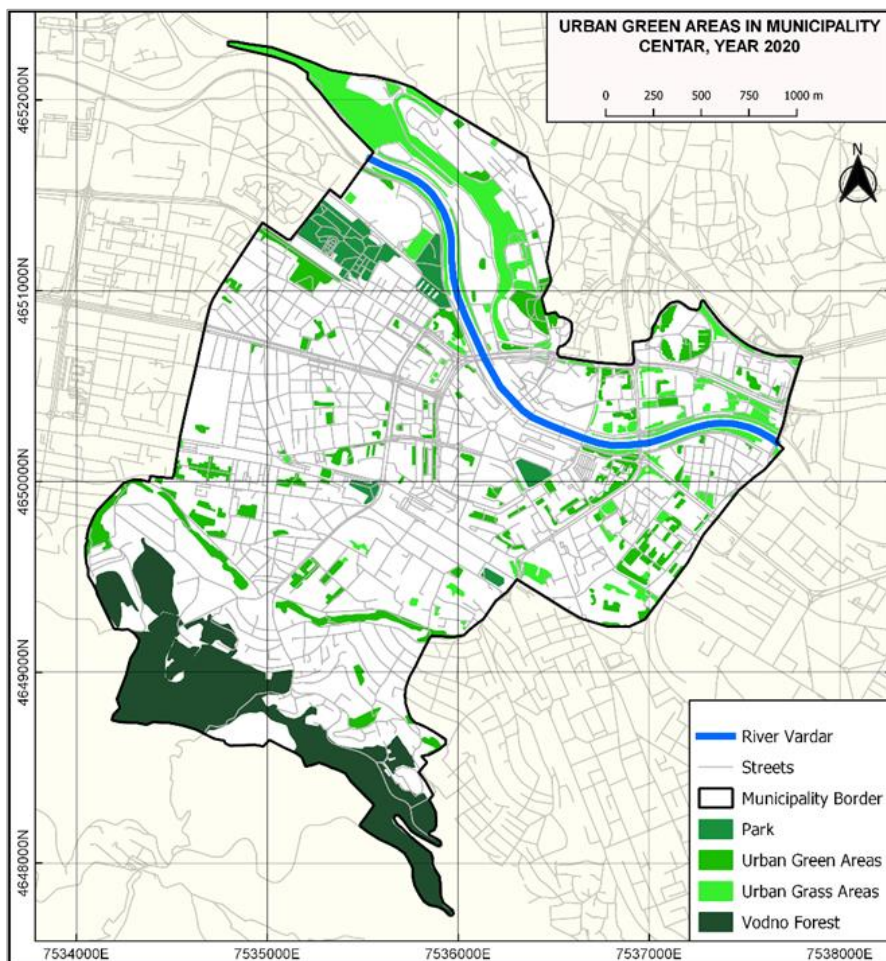 URBAN GREEN AREAS IN MUNICIPALITY
CENTAR, YEAR 2020
0 250 500 750 1000 m
N
4652000N
4651000N
4650000N
4649000N
4648000N
River Vardar
Streets
Municipality Border
Park
Urban Green Areas
Urban Grass Areas
Vodno Forest
7534000E 7535000E 7536000E 7537000E 7538000E